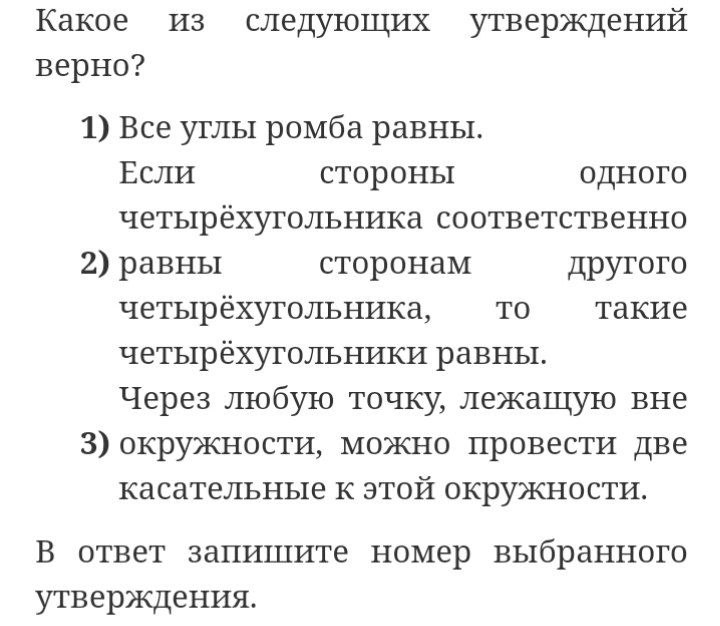 Какое из следующих утверждений
верно?
1) Все углы ромба равны.
Если стороны одного
четырёхугольника соответственно
2) равны сторонам другого
четырёхугольника, то такие
четырёхугольники равны.
Через любую точку, лежащую вне
3) окружности, можно провести две
касательные к этой окружности.
В ответ запишите номер выбранного
утверждения.